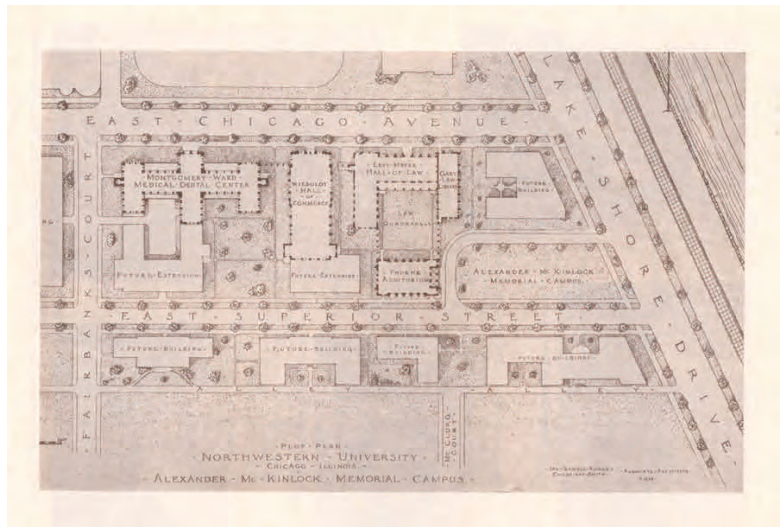 EAST · CHICAGO · AVENUE
LAKE · SHORE · DRIVE
FAIRBANKS · COURT
MONTGOMERY · WARD
MEDICAL · DENTAL CENTER
WIEBOLDT
HALL
OF
COMMERCE
LEVY · MAYER
HALL · OF · LAW
GARY
LAW
LAW
QUADRANGLE
FUTURE
BUILDING
FUTURE · EXTENSION
FUTURE · EXTENSION
THORNE
AUDITORIUM
ALEXANDER · MC KINLOCK
MEMORIAL · CAMPUS
EAST · SUPERIOR · STREET
FUTURE · BUILDING
FUTURE · BUILDING
FUTURE
BUILDING
FUTURE · BUILDING
ALLEY
ALLEY
MC CLURG
COURT
PLOT · PLAN
NORTHWESTERN · UNIVERSITY
CHICAGO · ILLINOIS
ALEXANDER · MC · KINLOCK · MEMORIAL · CAMPUS